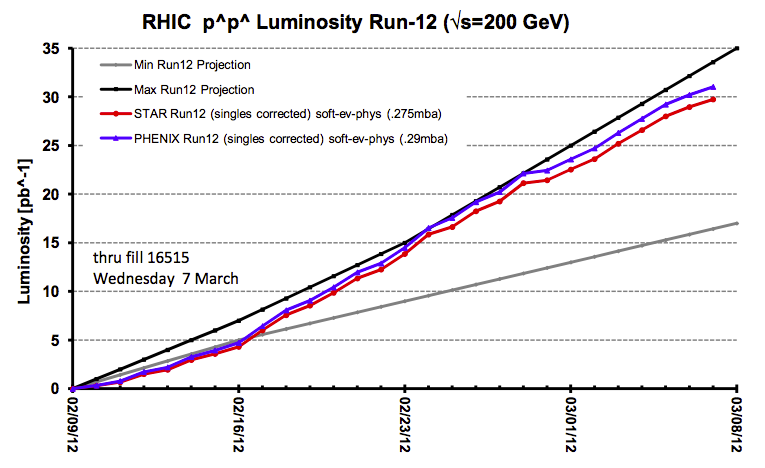 RHIC p^p^ Luminosity Run-12 (√s=200 GeV)
35
30
25
20
15
10
5
0
Luminosity [pb^-1]
Min Run12 Projection
Max Run12 Projection
STAR Run12 (singles corrected) soft-ev-phys (.275mba)
PHENIX Run12 (singles corrected) soft-ev-phys (.29mba)
thru fill 16515
Wednesday 7 March
02/09/12
02/16/12
02/23/12
03/01/12
03/08/12